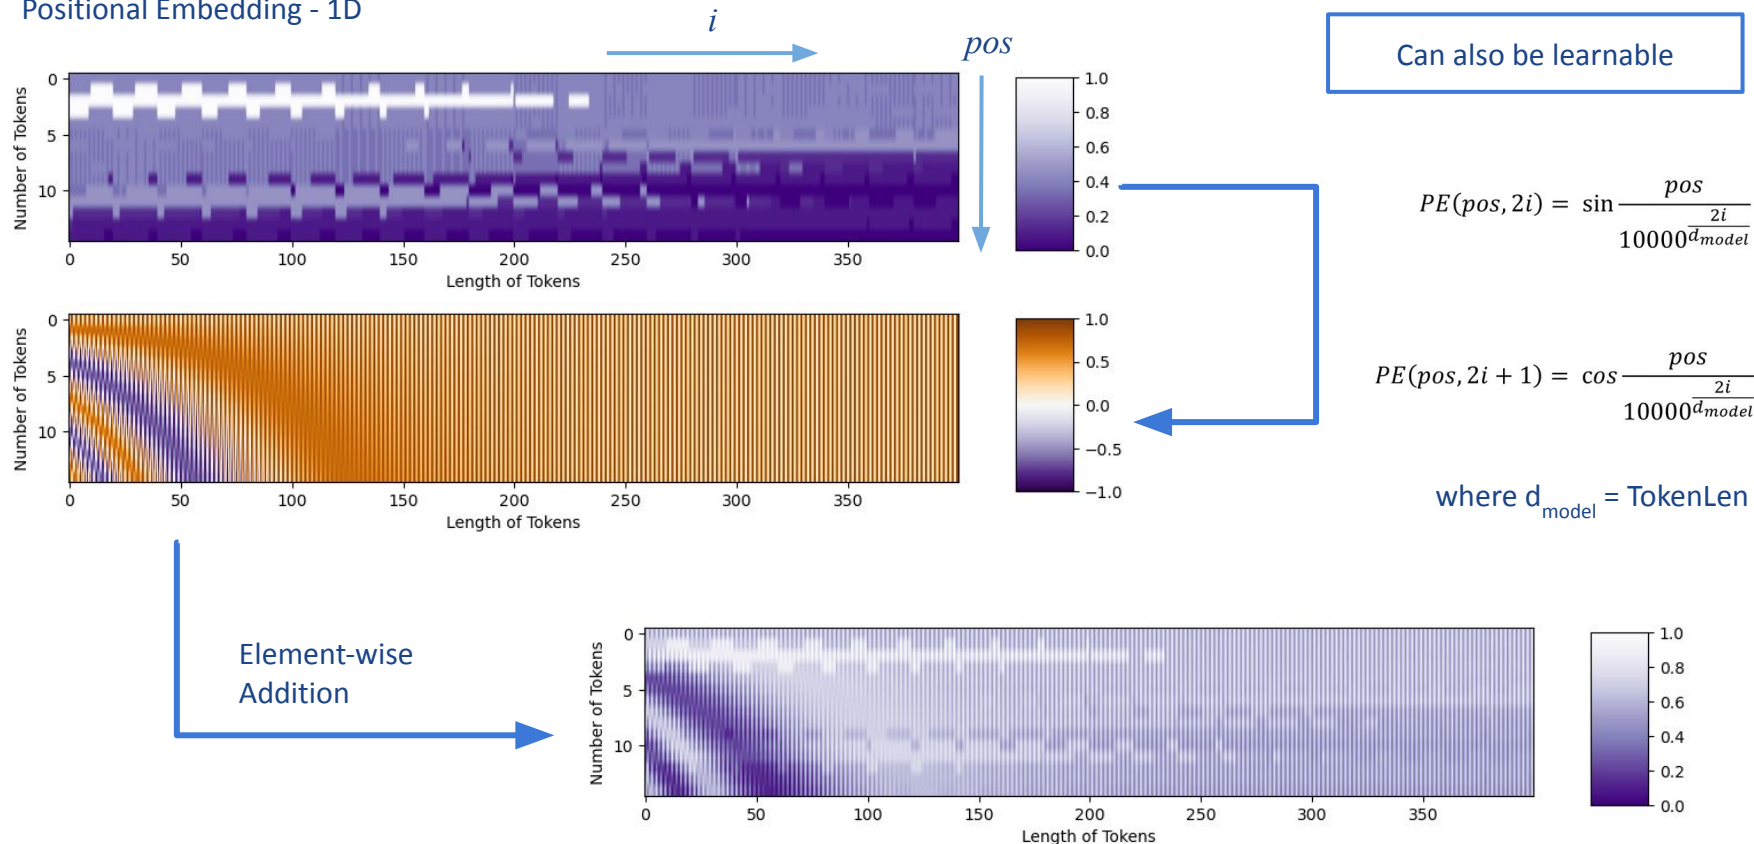 Positional Embedding - 1D
i
pos
Can also be learnable
Number of Tokens
0
5
10
0 50 100 150 200 250 300 350
Length of Tokens
1.0
0.8
0.6
0.4
0.2
0.0
PE(pos, 2i) = sin pos / 10000^(2i / d_model)
Number of Tokens
0
5
10
0 50 100 150 200 250 300 350
Length of Tokens
1.0
0.5
0.0
−0.5
−1.0
PE(pos, 2i + 1) = cos pos / 10000^(2i / d_model)
where d_model = TokenLen
Element-wise
Addition
Number of Tokens
0
5
10
0 50 100 150 200 250 300 350
Length of Tokens
1.0
0.8
0.6
0.4
0.2
0.0